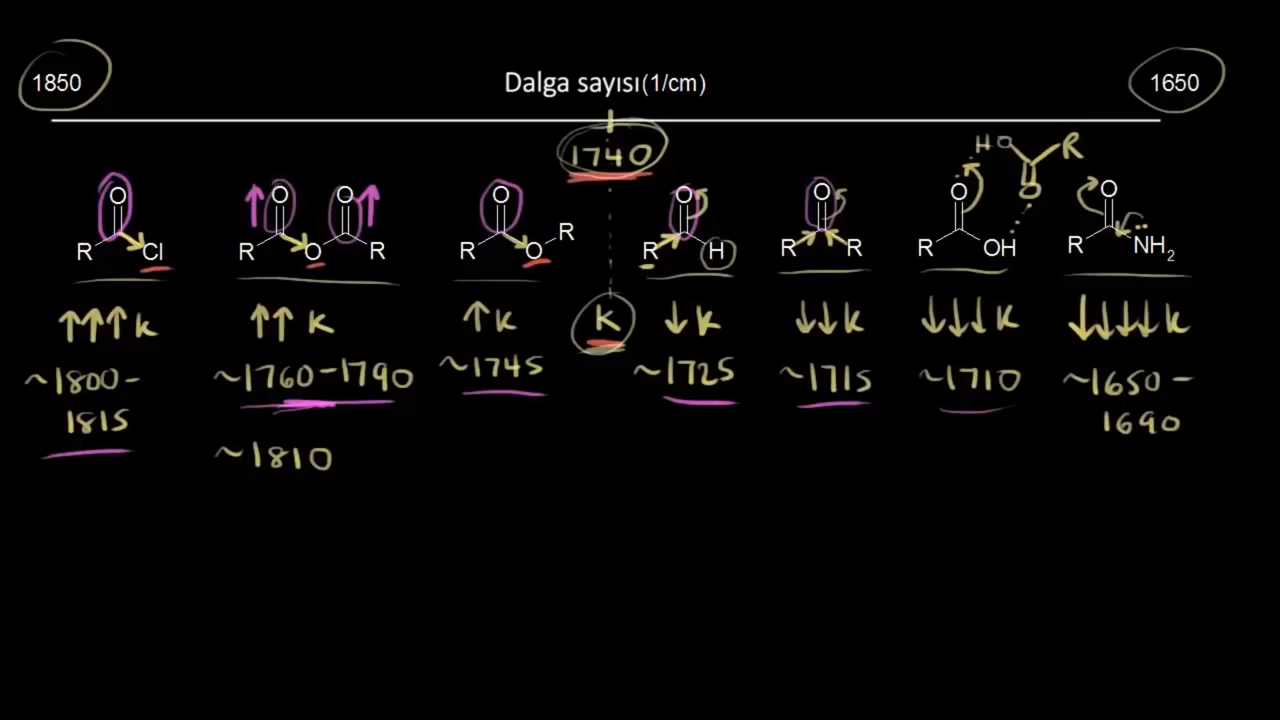 1850 Dalga sayısı(1/cm) 1650
1740
H O R
O O O O O O O O O
R Cl R O R R O R R H R R R OH R NH₂
↑↑↑ K ↑↑ K ↑ K K ↓ K ↓↓ K ↓↓↓ K ↓↓↓↓ K
~1800- ~1760-1790 ~1745 ~1725 ~1715 ~1710 ~1650-
1815 1690
~1810